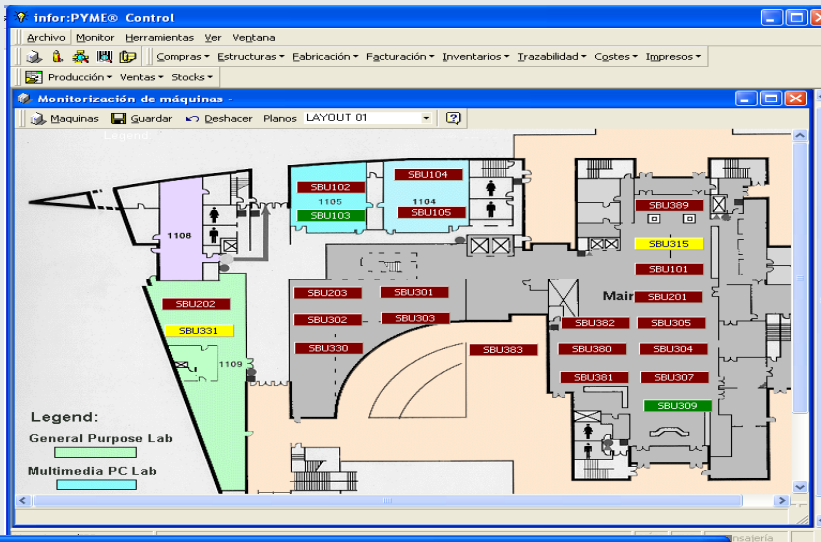 infor:PYME® Control
Archivo Monitor Herramientas Ver Ventana
Compras Estructuras Fabricación Facturación Inventarios Trazabilidad Costes Impresos
Producción Ventas Stocks
Monitorización de máquinas -
Maquinas Guardar Deshacer Planos LAYOUT 01
Legend
SBU104
SBU102
1105 1104
SBU103 SBU105
SBU389
1108
SBU315
SBU101
SBU203 SBU301
Main SBU201
SBU202
SBU302 SBU303
SBU382 SBU305
SBU331
SBU330 SBU383
SBU380 SBU304
1109
SBU381 SBU307
SBU309
Legend:
General Purpose Lab
Multimedia PC Lab